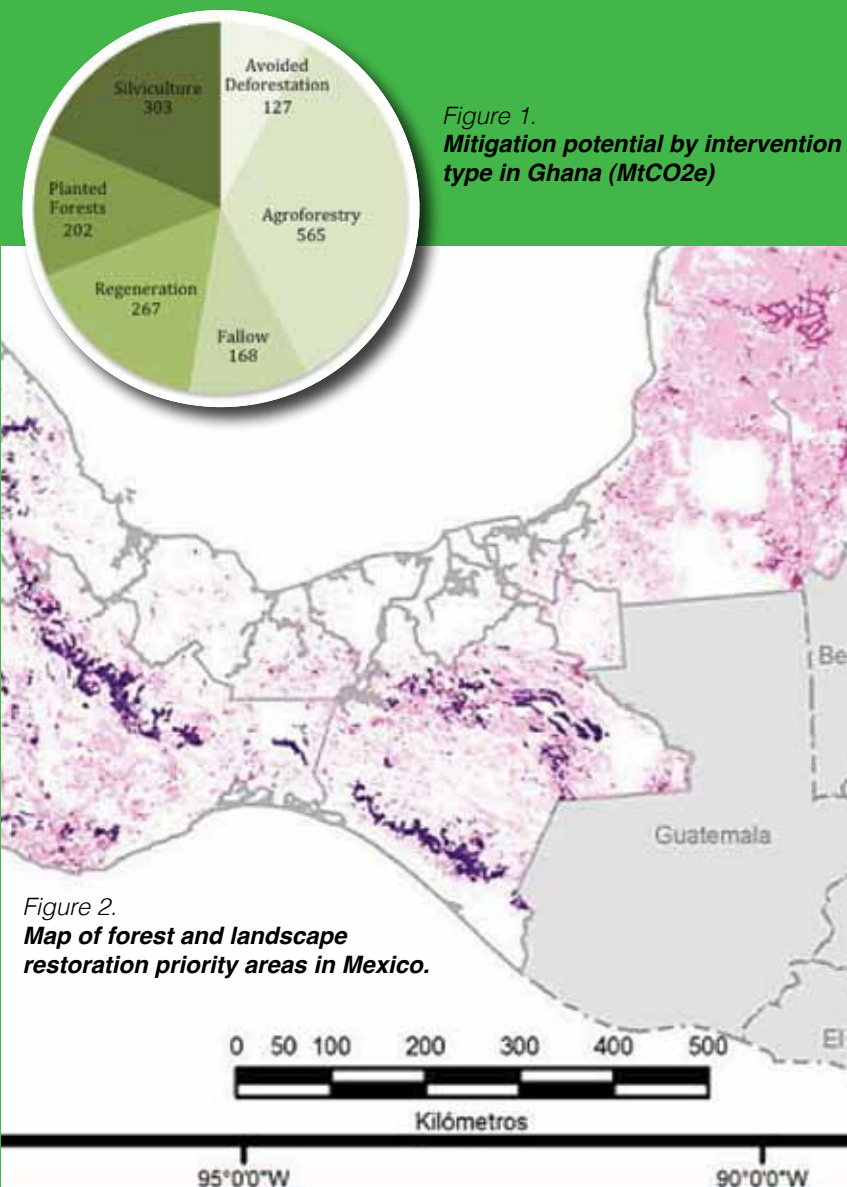 Avoided
Deforestation
127
Silviculture
303
Planted
Forests
202
Agroforestry
565
Regeneration
267
Fallow
168
Figure 1.
Mitigation potential by intervention
type in Ghana (MtCO2e)
Be
Guatemala
El
Figure 2.
Map of forest and landscape
restoration priority areas in Mexico.
0 50 100 200 300 400 500
Kilómetros
95°0'0"W 90°0'0"W